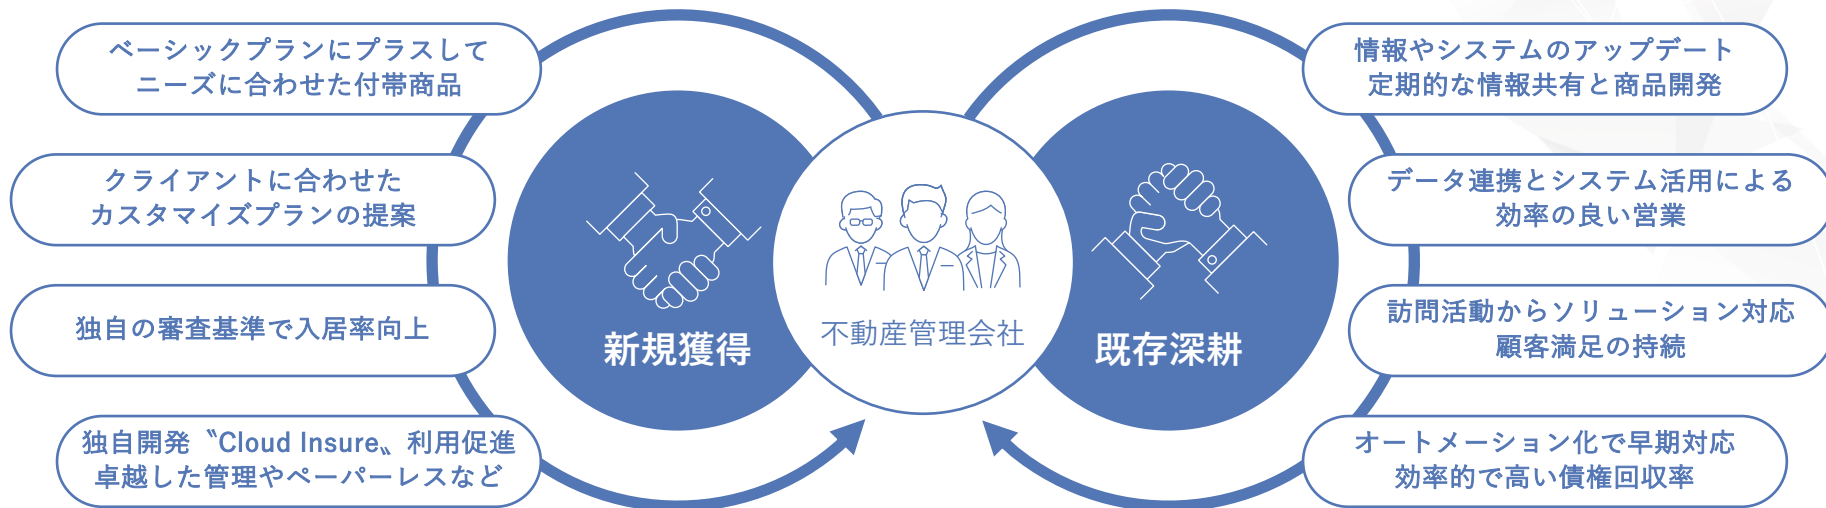 ベーシックプランにプラスして
ニーズに合わせた付帯商品
クライアントに合わせた
カスタマイズプランの提案
独自の審査基準で入居率向上
独自開発〝Cloud Insure〟利用促進
卓越した管理やペーパーレスなど
新規獲得
不動産管理会社
既存深耕
情報やシステムのアップデート
定期的な情報共有と商品開発
データ連携とシステム活用による
効率の良い営業
訪問活動からソリューション対応
顧客満足の持続
オートメーション化で早期対応
効率的で高い債権回収率